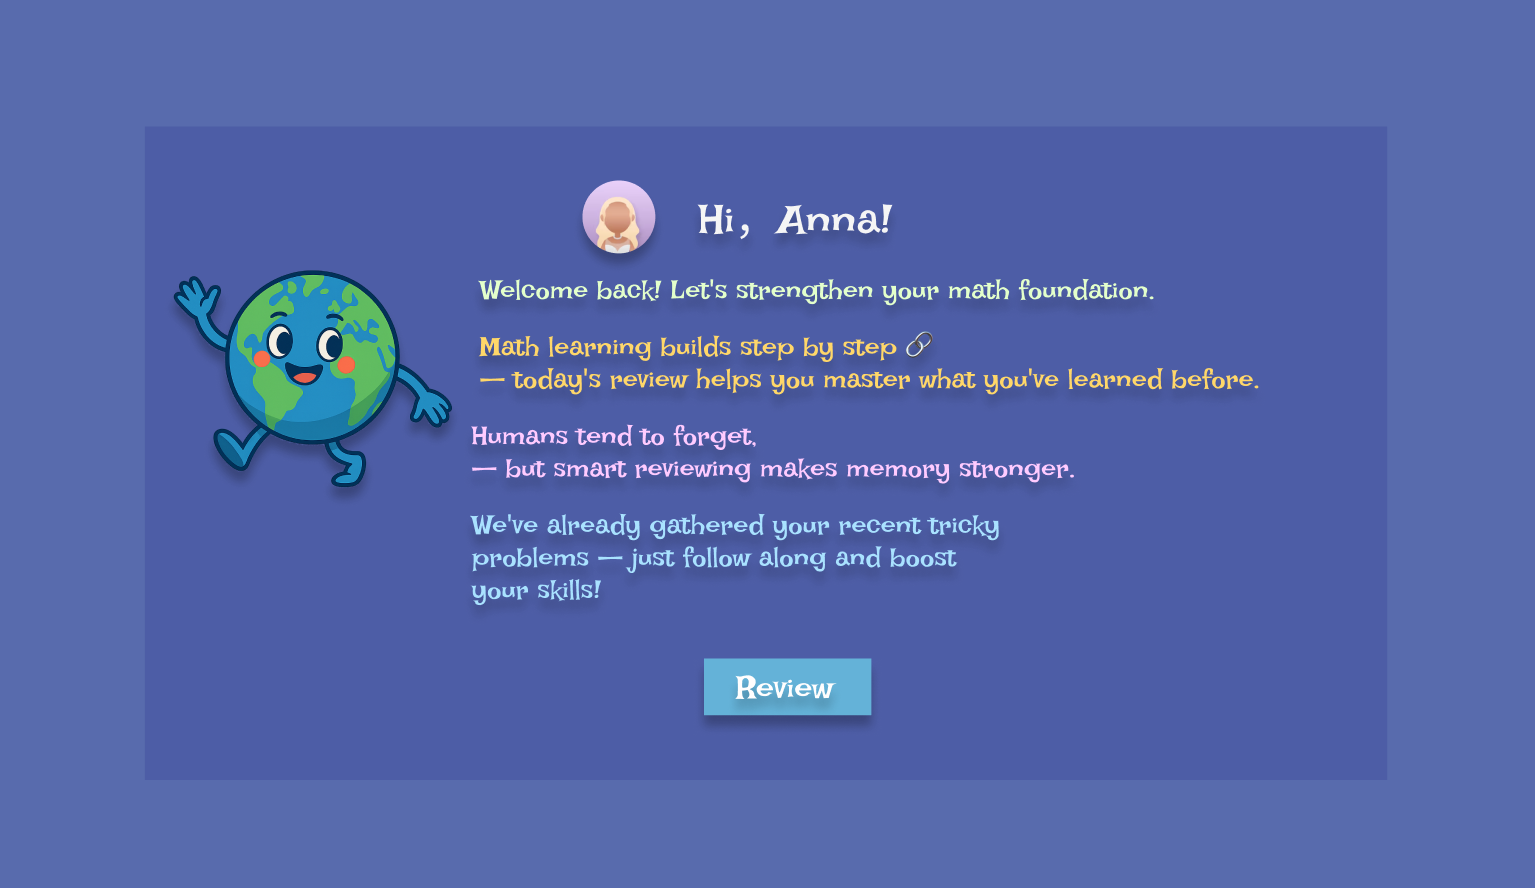 Hi, Anna!
Welcome back! Let's strengthen your math foundation.
Math learning builds step by step 🔗
— today's review helps you master what you've learned before.
Humans tend to forget,
— but smart reviewing makes memory stronger.
We've already gathered your recent tricky
problems — just follow along and boost
your skills!
Review